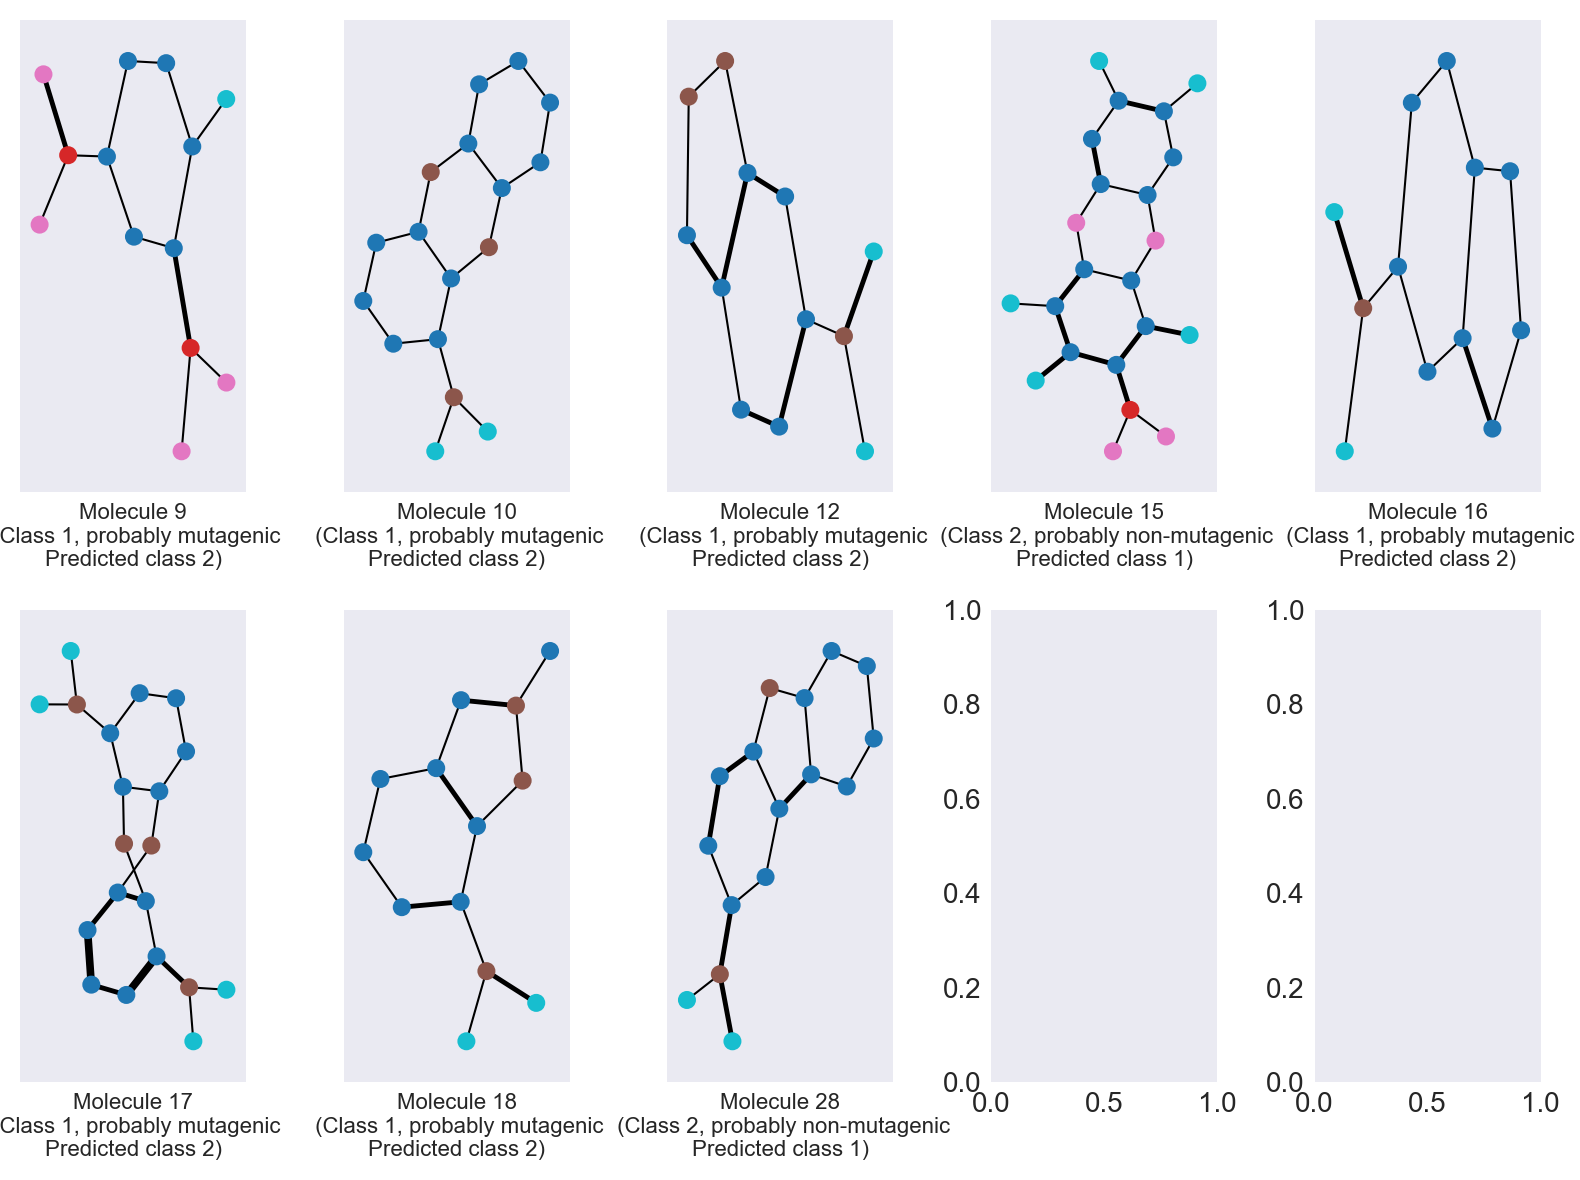 Molecule 9
Class 1, probably mutagenic
Predicted class 2)
Molecule 10
(Class 1, probably mutagenic
Predicted class 2)
Molecule 12
(Class 1, probably mutagenic
Predicted class 2)
Molecule 15
(Class 2, probably non-mutagenic
Predicted class 1)
Molecule 16
(Class 1, probably mutagenic
Predicted class 2)
Molecule 17
Class 1, probably mutagenic
Predicted class 2)
Molecule 18
(Class 1, probably mutagenic
Predicted class 2)
Molecule 28
(Class 2, probably non-mutagenic
Predicted class 1)
1.0
0.8
0.6
0.4
0.2
0.0
0.0 0.5 1.0
1.0
0.8
0.6
0.4
0.2
0.0
0.0 0.5 1.0